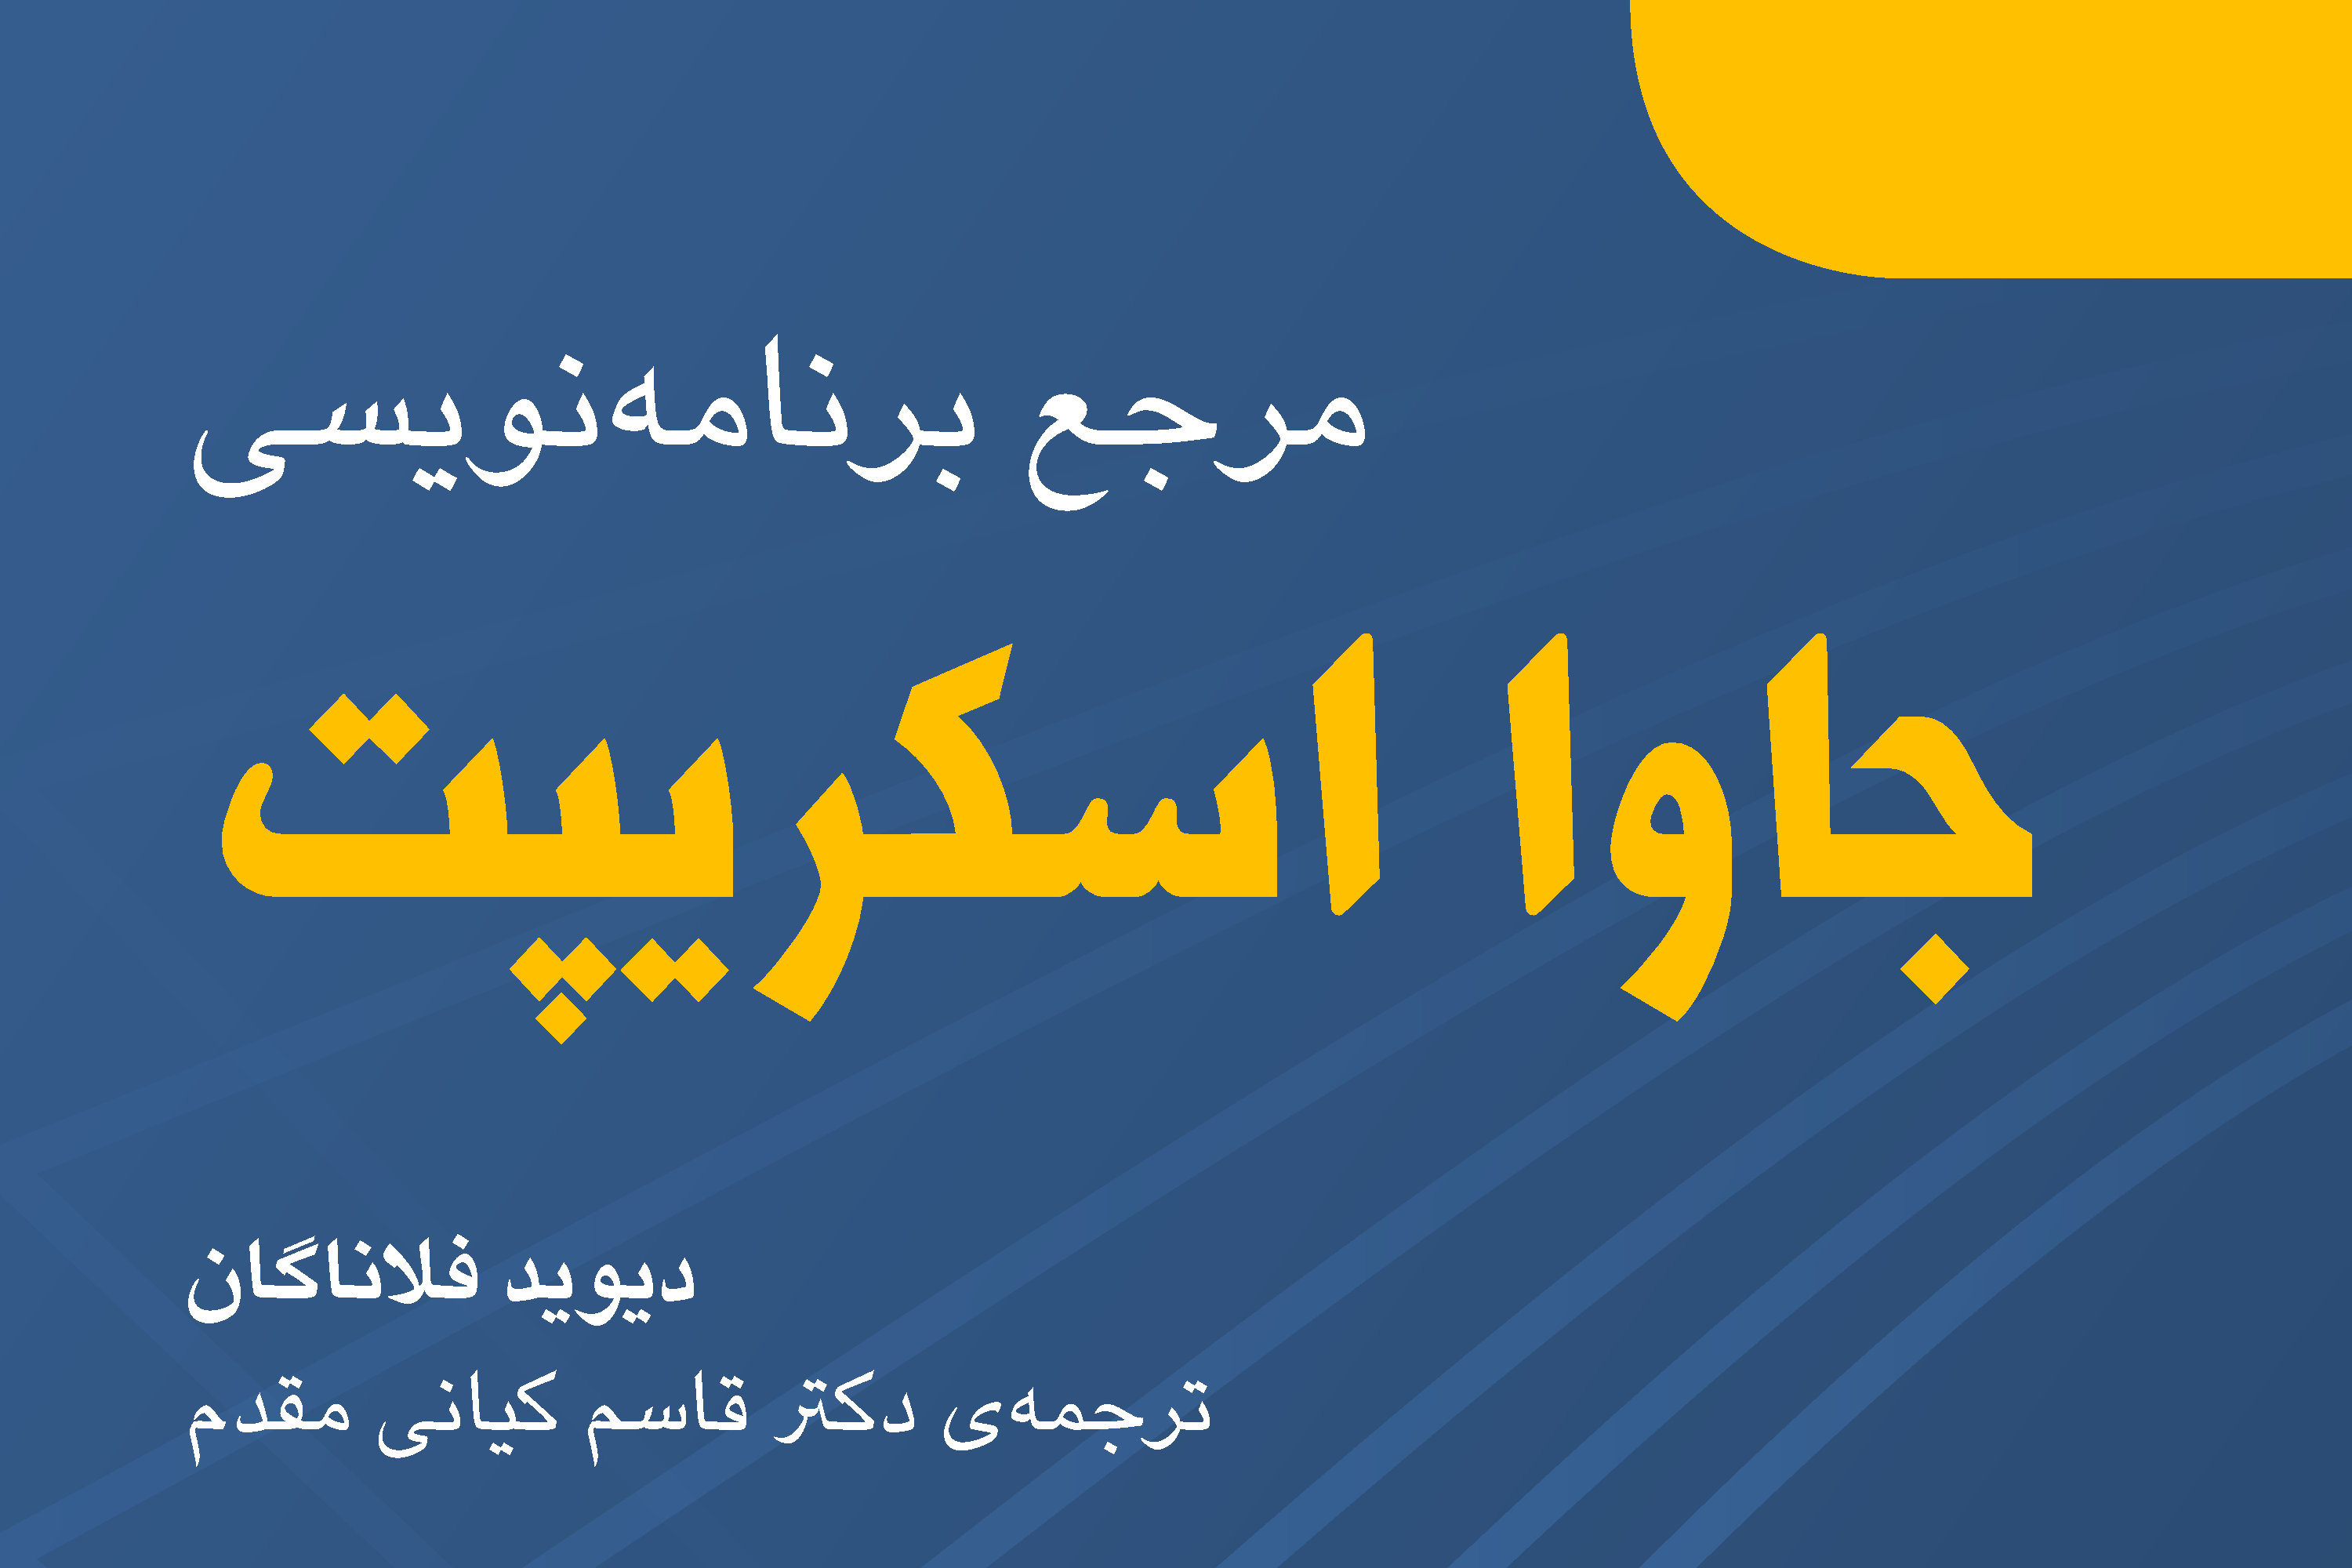 مرجع برنامه‌نویسی
جاوا اسکریپت
دیوید فلاناگان
ترجمه‌ی دکتر قاسم کیانی مقدم